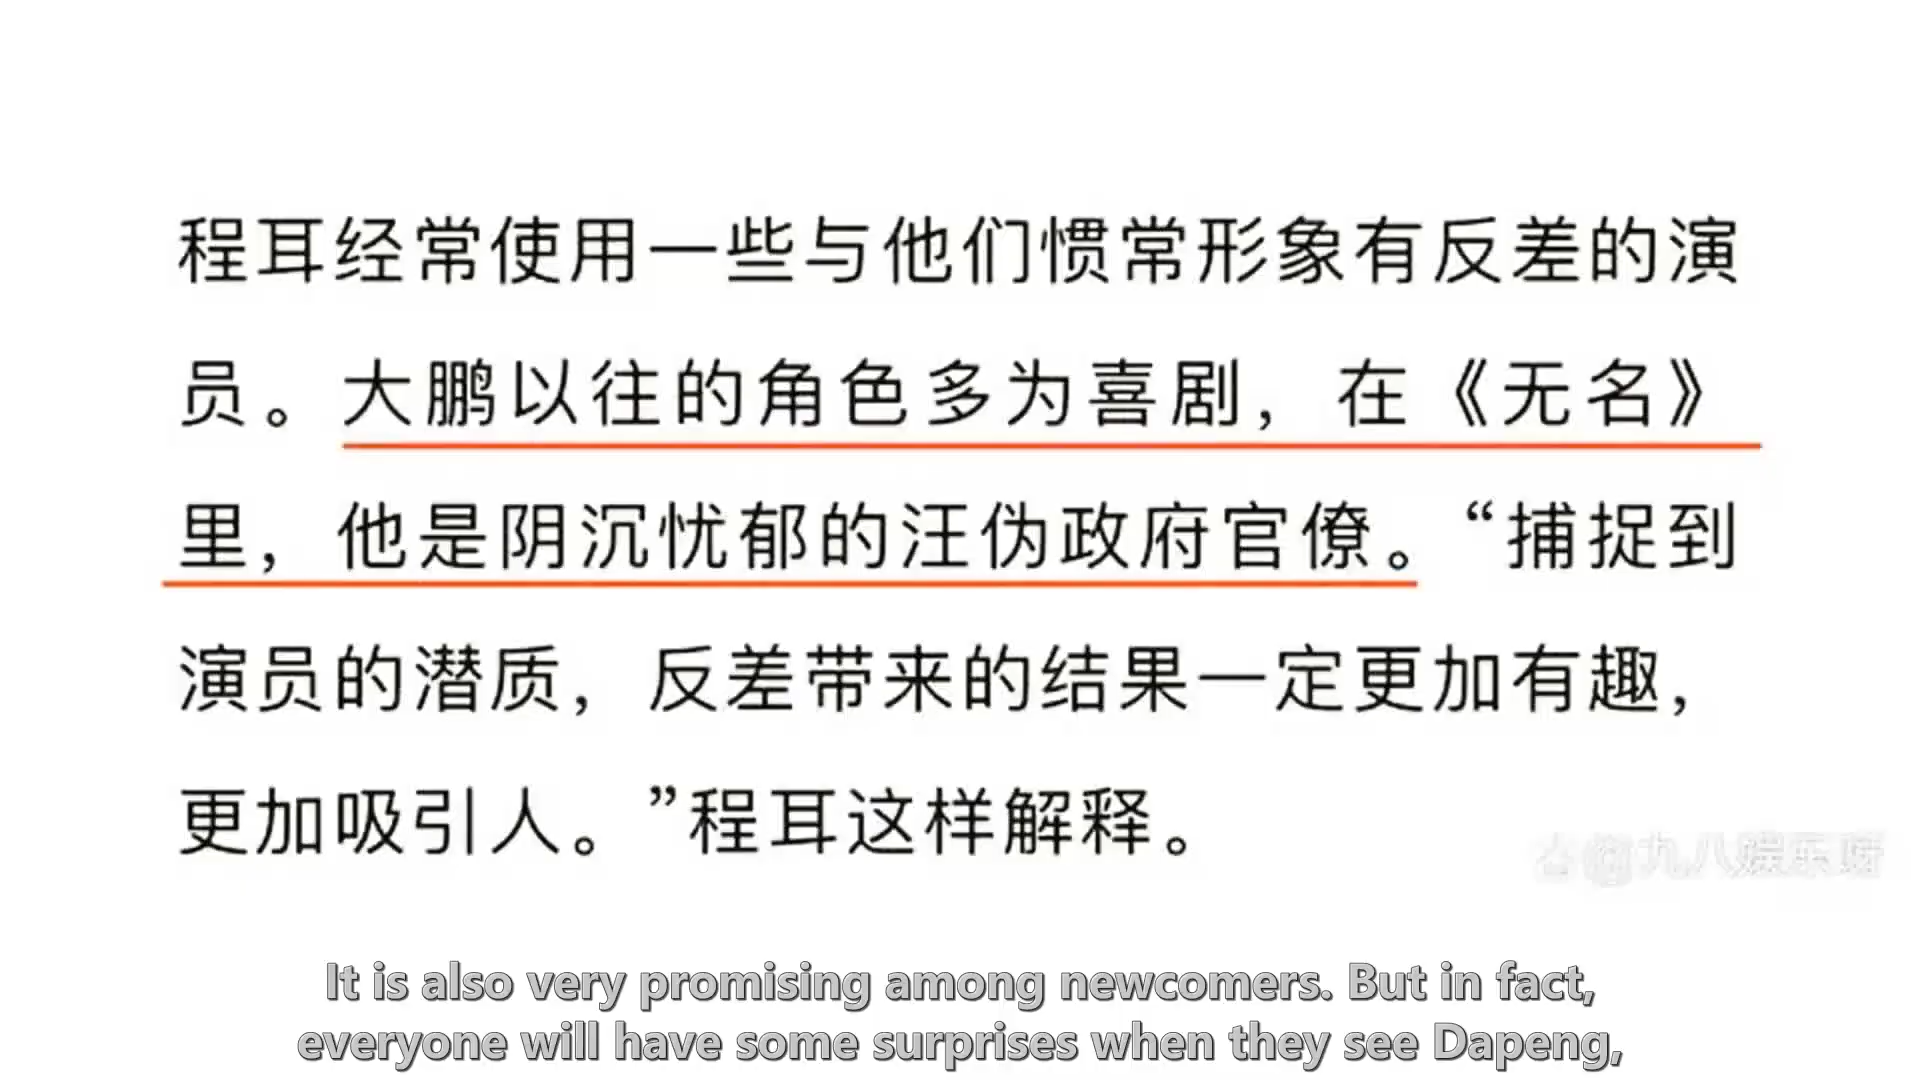 程耳经常使用一些与他们惯常形象有反差的演
员。大鹏以往的角色多为喜剧，在《无名》
里，他是阴沉忧郁的汪伪政府官僚。“捕捉到
演员的潜质，反差带来的结果一定更加有趣，
更加吸引人。”程耳这样解释。
@九八娱乐
It is also very promising among newcomers. But in fact,
everyone will have some surprises when they see Dapeng,